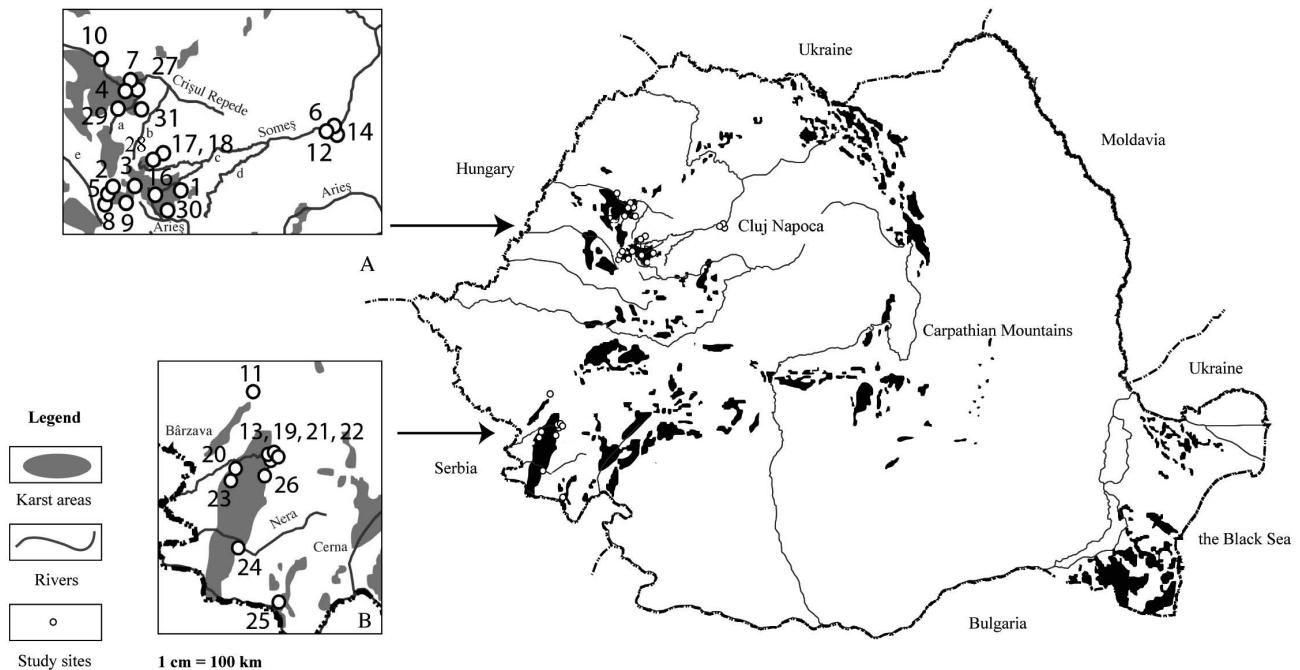 10
7
27
4
Crişul Repede
29
31
a
b
6
14
12
Someş
28
17, 18
c
d
e
2
3
16
1
5
8
9
30
Arieş
Arieş
A
11
Bârzava
13, 19, 21, 22
20
23
26
Nera
Cerna
24
25
B
Legend
Karst areas
Rivers
Study sites
1 cm = 100 km
Ukraine
Moldavia
Hungary
Cluj Napoca
Carpathian Mountains
Ukraine
Serbia
the Black Sea
Bulgaria